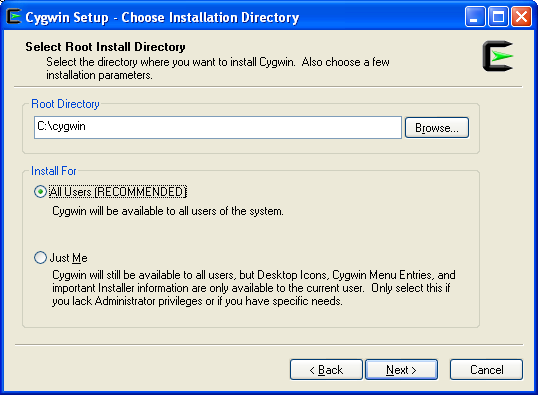 Cygwin Setup - Choose Installation Directory
Select Root Install Directory
Select the directory where you want to install Cygwin. Also choose a few
installation parameters.
Root Directory
C:\cygwin
Browse...
Install For
All Users (RECOMMENDED)
Cygwin will be available to all users of the system.
Just Me
Cygwin will still be available to all users, but Desktop Icons, Cygwin Menu Entries, and
important Installer information are only available to the current user. Only select this if
you lack Administrator privileges or if you have specific needs.
< Back
Next >
Cancel